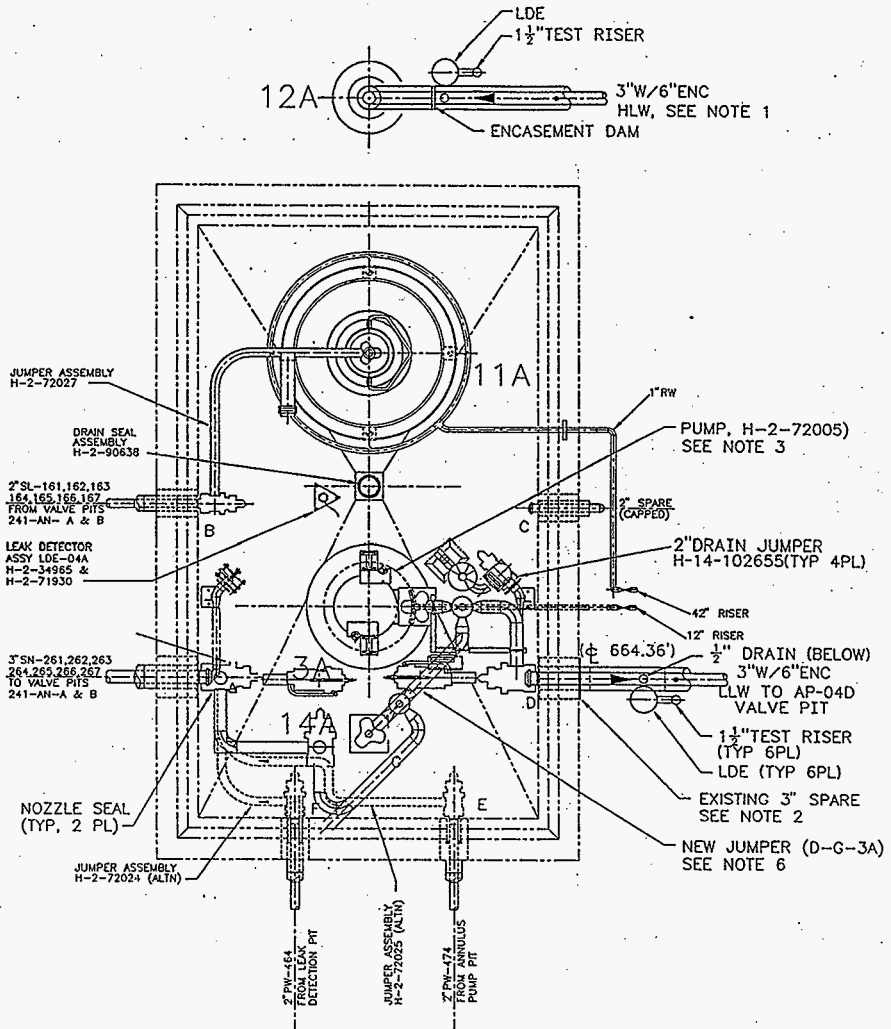 LDE
1½"TEST RISER
12A
3"W/6"ENC
HLW, SEE NOTE 1
ENCASEMENT DAM
JUMPER ASSEMBLY
H-2-72027
11A
1"RW
DRAIN SEAL
ASSEMBLY
H-2-90638
PUMP, H-2-72005)
SEE NOTE 3
2"SL-161,162,163
164,165,166,167
FROM VALVE PITS
241-AN- A & B
B
C
2" SPARE
(CAPPED)
LEAK DETECTOR
ASSY LDE-04A
H-2-34965 &
H-2-71930
2"DRAIN JUMPER
H-14-102655(TYP 4PL)
42" RISER
12" RISER
3"SN-261,262,263
264,265,266,267
TO VALVE PITS
241-AN-A & B
A
3A
(℄ 664.36')
½" DRAIN (BELOW)
3"W/6"ENC
LLW TO AP-04D
VALVE PIT
D
14A
1½"TEST RISER
(TYP 6PL)
LDE (TYP 6PL)
G
NOZZLE SEAL
(TYP, 2 PL)
F
E
EXISTING 3" SPARE
SEE NOTE 2
NEW JUMPER (D-G-3A)
SEE NOTE 6
JUMPER ASSEMBLY
H-2-72024 (ALTN)
JUMPER ASSEMBLY
H-2-72025 (ALTN)
2"PW-464
FROM LEAK
DETECTION PIT
2"PW-474
FROM ANNULUS
PUMP PIT